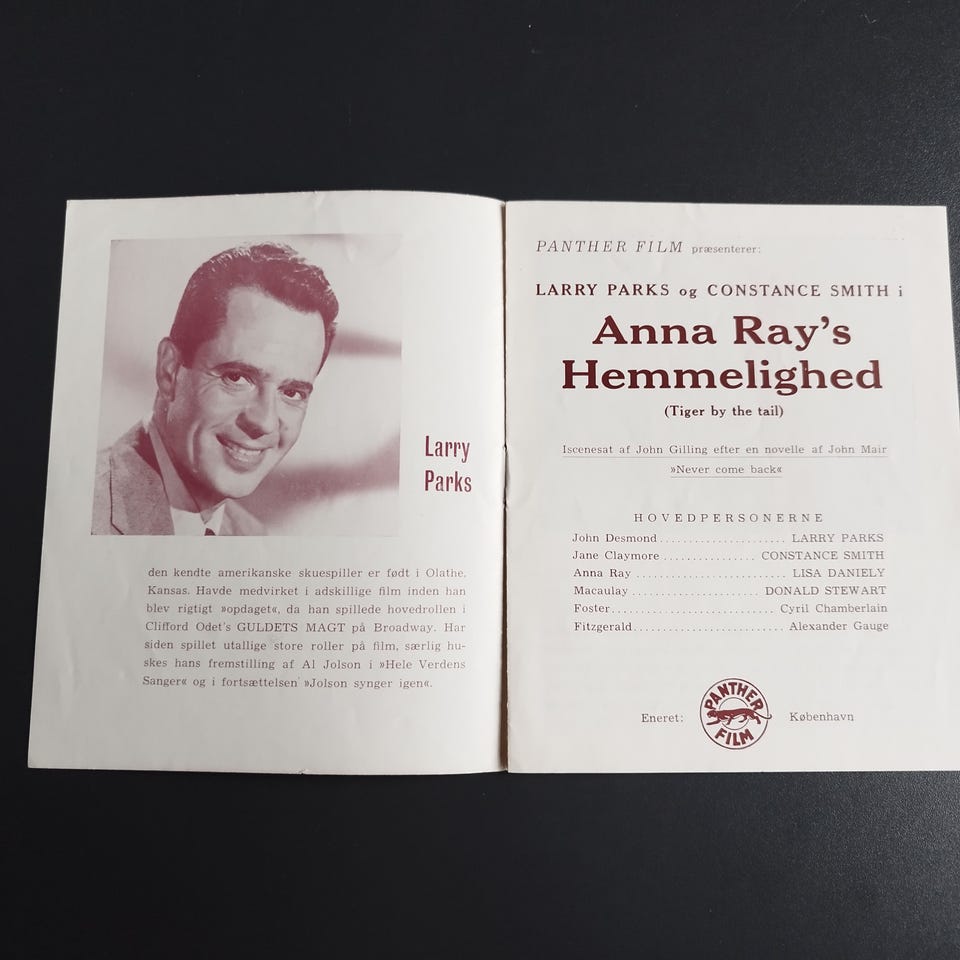 Larry
Parks
den kendte amerikanske skuespiller er født i Olathe,
Kansas. Havde medvirket i adskillige film inden han
blev rigtigt »opdaget«, da han spillede hovedrollen i
Clifford Odet's GULDETS MAGT på Broadway. Har
siden spillet utallige store roller på film, særlig hu-
skes hans fremstilling af Al Jolson i »Hele Verdens
Sanger« og i fortsættelsen »Jolson synger igen«.
PANTHER FILM præsenterer:
LARRY PARKS og CONSTANCE SMITH i
Anna Ray's
Hemmelighed
(Tiger by the tail)
Iscenesat af John Gilling efter en novelle af John Mair
»Never come back«
HOVEDPERSONERNE
John Desmond ..................... LARRY PARKS
Jane Claymore ............... CONSTANCE SMITH
Anna Ray ......................... LISA DANIELY
Macaulay ..................... DONALD STEWART
Foster........................... Cyril Chamberlain
Fitzgerald......................... Alexander Gauge
Eneret: PANTHER FILM København